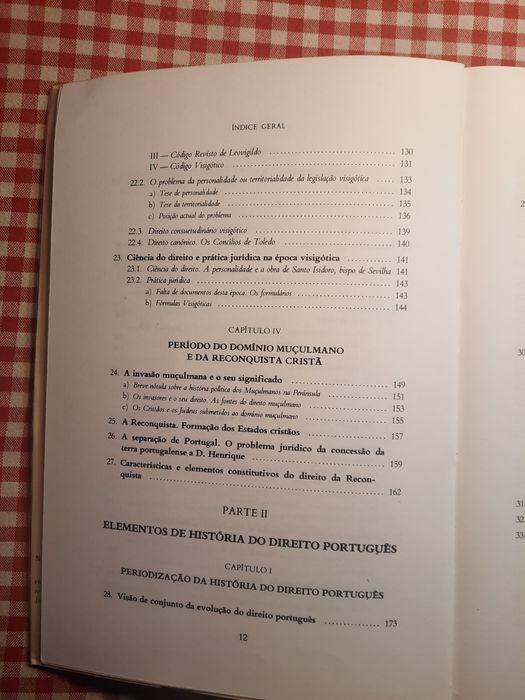 ÍNDICE GERAL
III — Código Revisto de Leovigildo ........ 130
IV — Código Visigótico ........ 131
22.2. O problema da personalidade ou territorialidade da legislação visigótica ..... 133
a) Tese de personalidade ........ 134
b) Tese da territorialidade ........ 135
c) Posição actual do problema ........ 136
22.3. Direito consuetudinário visigótico ........ 139
22.4. Direito canónico. Os Concílios de Toledo ........ 140
23. Ciência do direito e prática jurídica na época visigótica ........ 141
23.1. Ciência do direito. A personalidade e a obra de Santo Isidoro, bispo de Sevilha 141
23.2. Prática jurídica ........ 143
a) Falta de documentos desta época. Os formulários ........ 143
b) Fórmulas Visigóticas ........ 144
CAPÍTULO IV
PERÍODO DO DOMÍNIO MUÇULMANO
E DA RECONQUISTA CRISTÃ
24. A invasão muçulmana e o seu significado ........ 149
a) Breve nótula sobre a história política dos Muçulmanos na Península ........ 151
b) Os invasores e o seu direito. As fontes do direito muçulmano ........ 153
c) Os Cristãos e os Judeus submetidos ao domínio muçulmano ........ 155
25. A Reconquista. Formação dos Estados cristãos ........ 157
26. A separação de Portugal. O problema jurídico da concessão da
terra portugalense a D. Henrique ........ 159
27. Características e elementos constitutivos do direito da Recon-
quista ........ 162
PARTE II
ELEMENTOS DE HISTÓRIA DO DIREITO PORTUGUÊS
CAPÍTULO I
PERIODIZAÇÃO DA HISTÓRIA DO DIREITO PORTUGUÊS
28. Visão de conjunto da evolução do direito português ........ 173
12
30.
31.
32.
33.